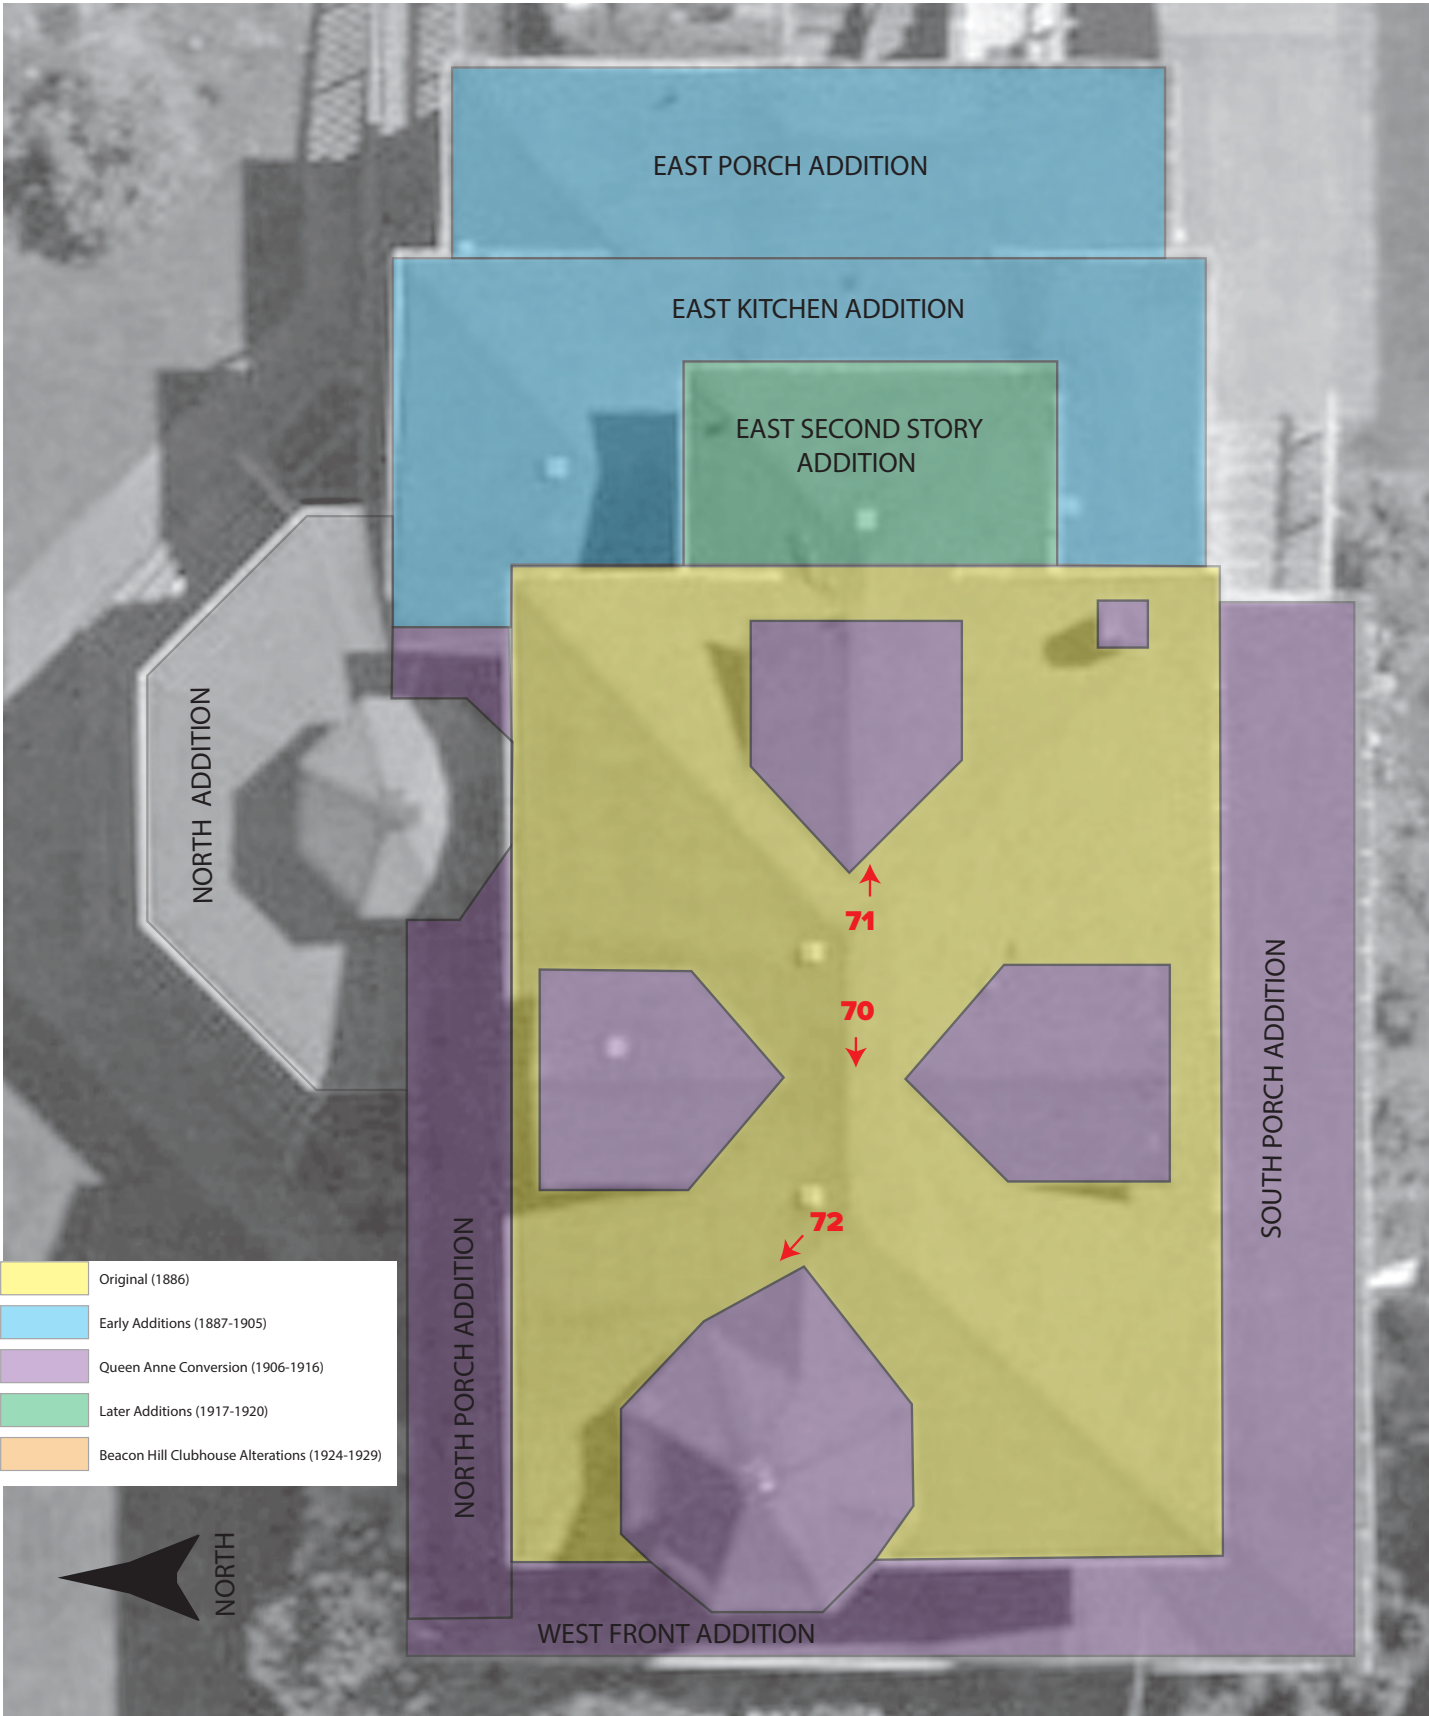 EAST PORCH ADDITION
EAST KITCHEN ADDITION
EAST SECOND STORY
ADDITION
NORTH ADDITION
71
70
SOUTH PORCH ADDITION
72
NORTH PORCH ADDITION
Original (1886)
Early Additions (1887-1905)
Queen Anne Conversion (1906-1916)
Later Additions (1917-1920)
Beacon Hill Clubhouse Alterations (1924-1929)
NORTH
WEST FRONT ADDITION